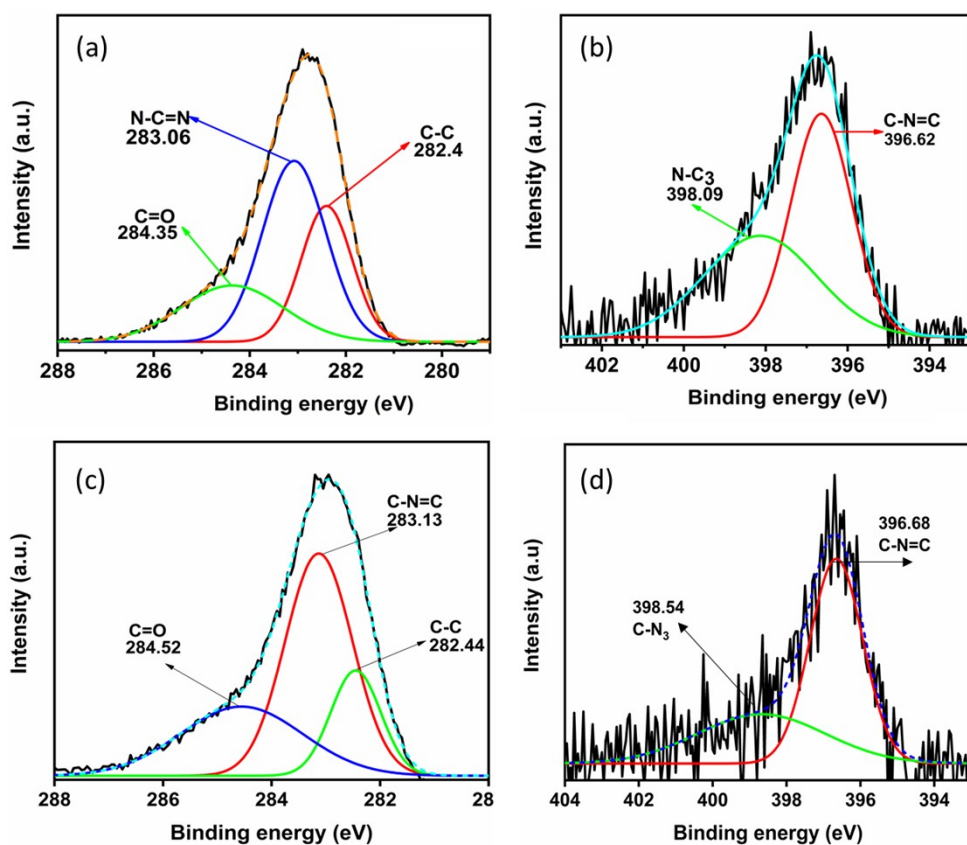 (a)
N-C=N
283.06
C-C
282.4
C=O
284.35
Intensity (a.u.)
288
286
284
282
280
Binding energy (eV)
(b)
C-N=C
396.62
N-C3
398.09
Intensity (a.u.)
402
400
398
396
394
Binding energy (eV)
(c)
C-N=C
283.13
C=O
284.52
C-C
282.44
Intensity (a.u.)
288
286
284
282
28
Binding energy (eV)
(d)
396.68
C-N=C
398.54
C-N3
Intensity (a.u)
404
402
400
398
396
394
Binding energy (eV)